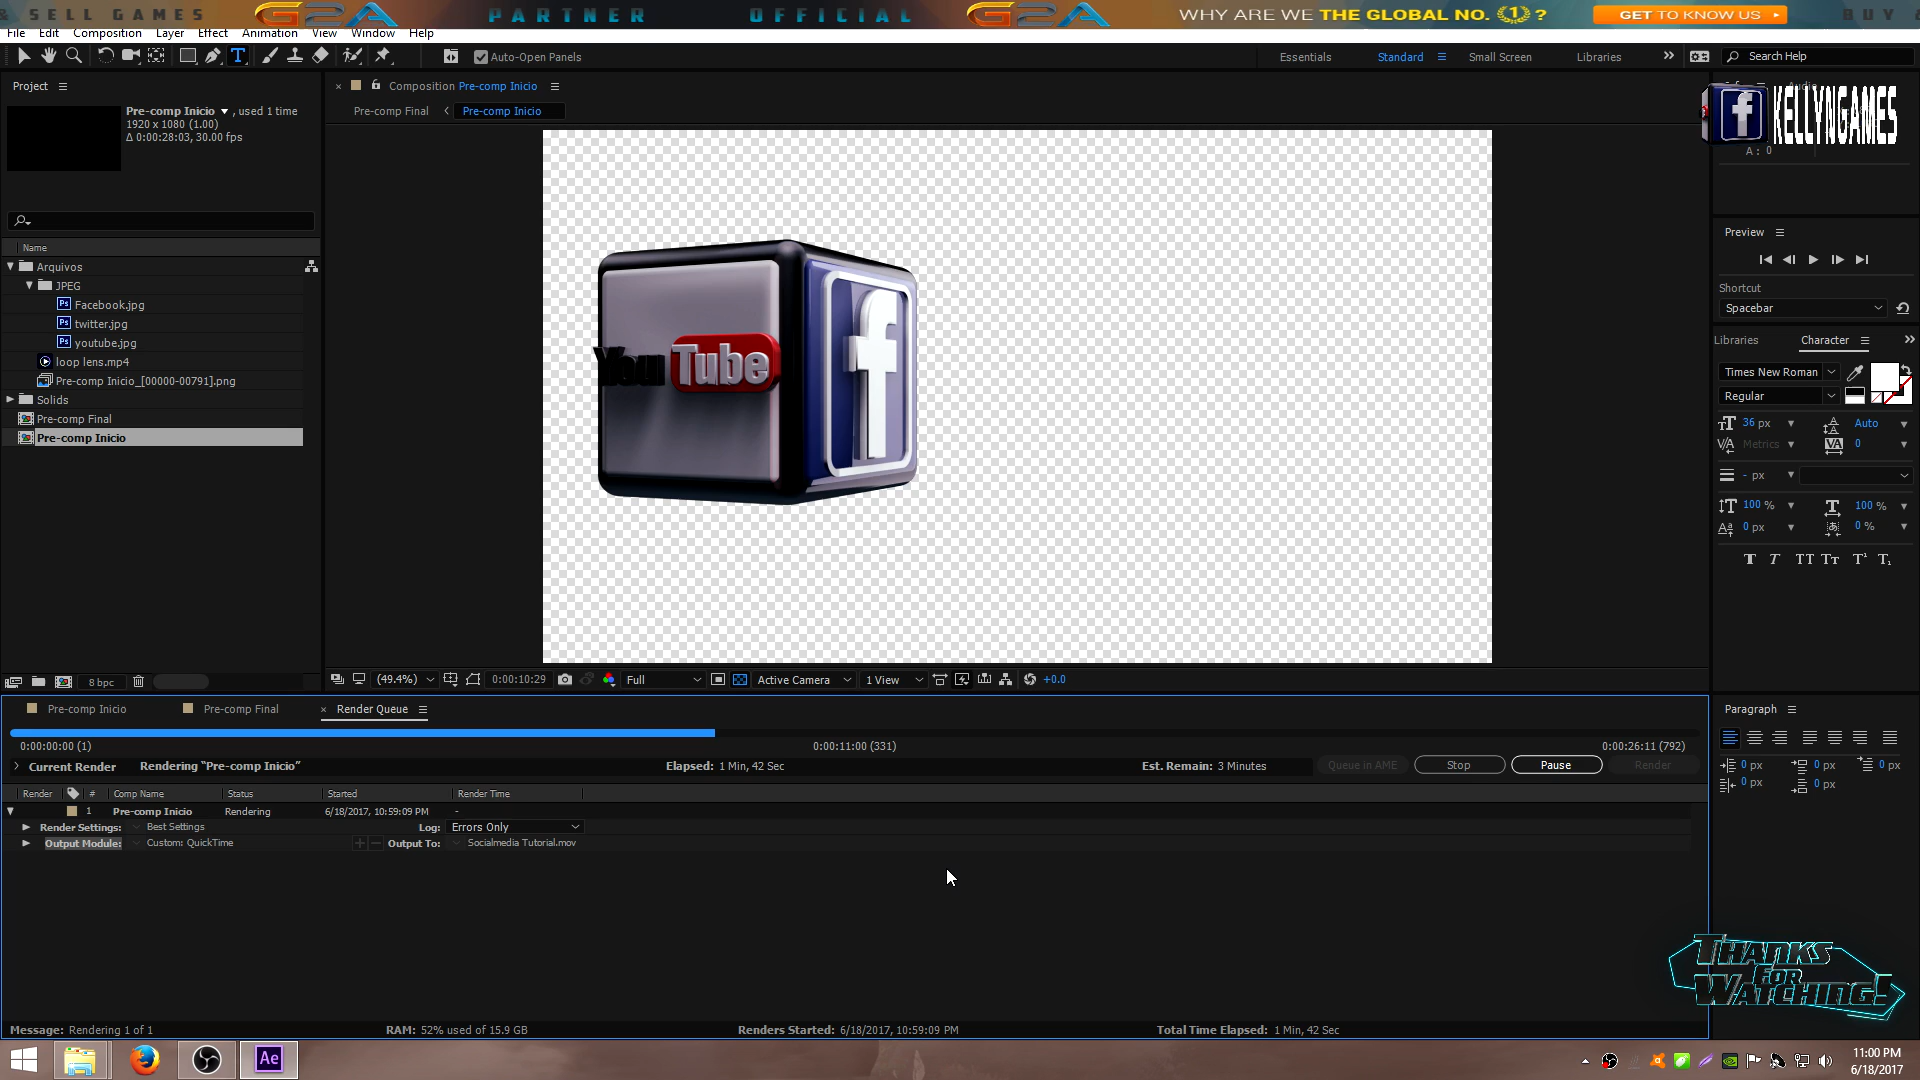 & SELL GAMES G2A PARTNER OFFICIAL G2A WHY ARE WE THE GLOBAL NO. 1 ? GET TO KNOW US ▸ BUY
File Edit Composition Layer Effect Animation View Window Help
T Auto-Open Panels Essentials Standard Small Screen Libraries » Search Help
Project
Composition Pre-comp Inicio
Audio
f KELLYNGAMES
Pre-comp Inicio , used 1 time
1920 x 1080 (1.00)
Δ 0:00:28:03, 30.00 fps
Pre-comp Final Pre-comp Inicio
A : 0
Name
Arquivos
JPEG
Facebook.jpg
twitter.jpg
youtube.jpg
loop lens.mp4
Pre-comp Inicio_[00000-00791].png
Solids
Pre-comp Final
Pre-comp Inicio
You Tube f
Preview
Shortcut
Spacebar
Libraries Character »
Times New Roman
Regular
36 px Auto
Metrics 0
- px
100 % 100 %
0 px 0 %
T T TT Tт T¹ T₁
8 bpc
(49.4%) 0:00:10:29 Full Active Camera 1 View +0.0
Pre-comp Inicio Pre-comp Final × Render Queue
0:00:00:00 (1) 0:00:11:00 (331) 0:00:26:11 (792)
Current Render Rendering “Pre-comp Inicio” Elapsed: 1 Min, 42 Sec Est. Remain: 3 Minutes Queue in AME Stop Pause Render
Render # Comp Name Status Started Render Time
1 Pre-comp Inicio Rendering 6/18/2017, 10:59:09 PM -
Render Settings: Best Settings Log: Errors Only
Output Module: Custom: QuickTime Output To: Socialmedia Tutorial.mov
Paragraph
0 px 0 px 0 px
0 px 0 px
THANKS
FOR
WATCHING!
Message: Rendering 1 of 1 RAM: 52% used of 15.9 GB Renders Started: 6/18/2017, 10:59:09 PM Total Time Elapsed: 1 Min, 42 Sec
Ae
11:00 PM
6/18/2017